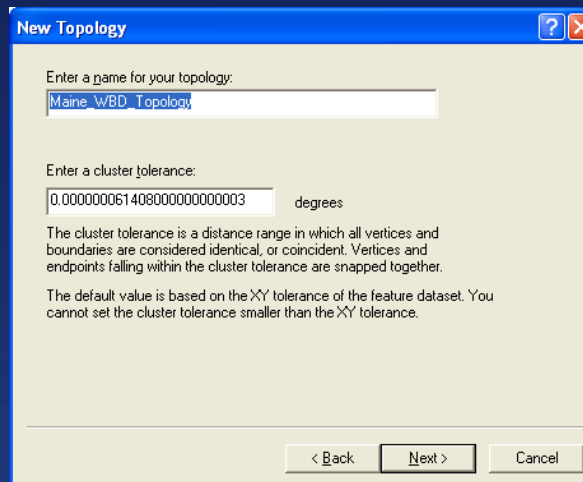 New Topology
Enter a name for your topology:
Maine_WBD_Topology
Enter a cluster tolerance:
0.000000061408000000000003 degrees
The cluster tolerance is a distance range in which all vertices and
boundaries are considered identical, or coincident. Vertices and
endpoints falling within the cluster tolerance are snapped together.
The default value is based on the XY tolerance of the feature dataset. You
cannot set the cluster tolerance smaller than the XY tolerance.
< Back Next > Cancel